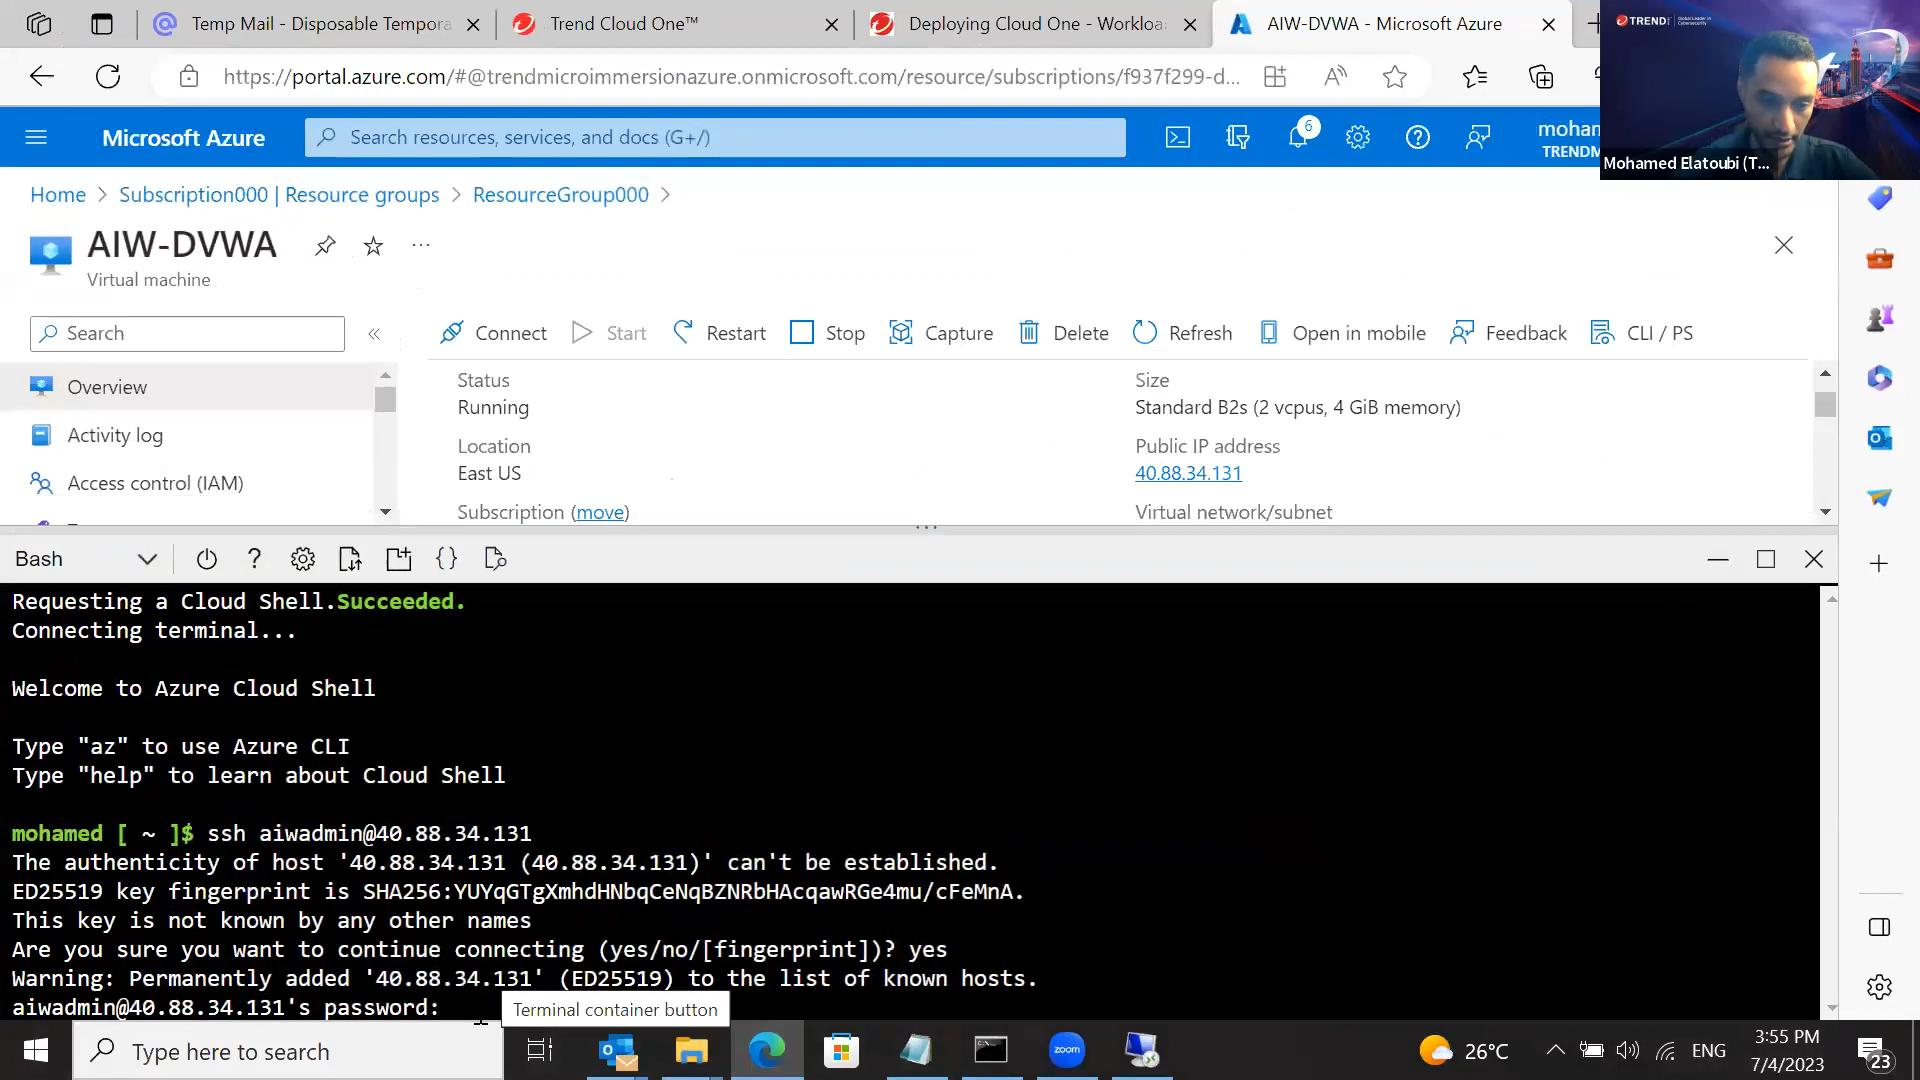 Temp Mail - Disposable Tempora
Trend Cloud One™
Deploying Cloud One - Workloa
AIW-DVWA - Microsoft Azure
TREND
Global Leader in
Cybersecurity
https://portal.azure.com/#@trendmicroimmersionazure.onmicrosoft.com/resource/subscriptions/f937f299-d...
Microsoft Azure
Search resources, services, and docs (G+/)
6
moham
TRENDM
Mohamed Elatoubi (T...
Home > Subscription000 | Resource groups > ResourceGroup000 >
AIW-DVWA
Virtual machine
Search
Connect
Start
Restart
Stop
Capture
Delete
Refresh
Open in mobile
Feedback
CLI / PS
Overview
Activity log
Access control (IAM)
Status
Running
Location
East US
Subscription (move)
Size
Standard B2s (2 vcpus, 4 GiB memory)
Public IP address
40.88.34.131
Virtual network/subnet
Bash
Requesting a Cloud Shell.Succeeded.
Connecting terminal...
Welcome to Azure Cloud Shell
Type "az" to use Azure CLI
Type "help" to learn about Cloud Shell
mohamed [ ~ ]$ ssh aiwadmin@40.88.34.131
The authenticity of host '40.88.34.131 (40.88.34.131)' can't be established.
ED25519 key fingerprint is SHA256:YUYqGTgXmhdHNbqCeNqBZNRbHAcqawRGe4mu/cFeMnA.
This key is not known by any other names
Are you sure you want to continue connecting (yes/no/[fingerprint])? yes
Warning: Permanently added '40.88.34.131' (ED25519) to the list of known hosts.
aiwadmin@40.88.34.131's password:
Terminal container button
Type here to search
zoom
26°C
ENG
3:55 PM
7/4/2023
23